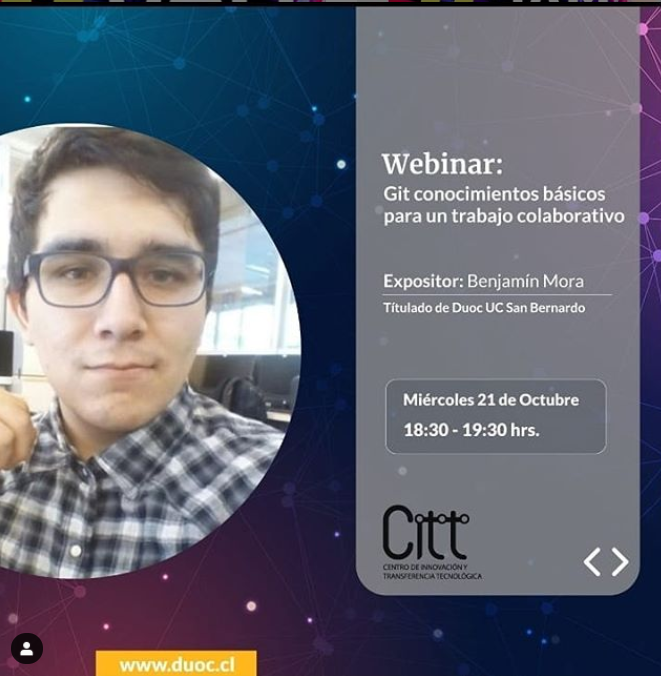 Webinar:
Git conocimientos básicos
para un trabajo colaborativo
Expositor: Benjamín Mora
Títulado de Duoc UC San Bernardo
Miércoles 21 de Octubre
18:30 - 19:30 hrs.
Citt
CENTRO DE INNOVACIÓN Y
TRANSFERENCIA TECNOLÓGICA
< >
www.duoc.cl